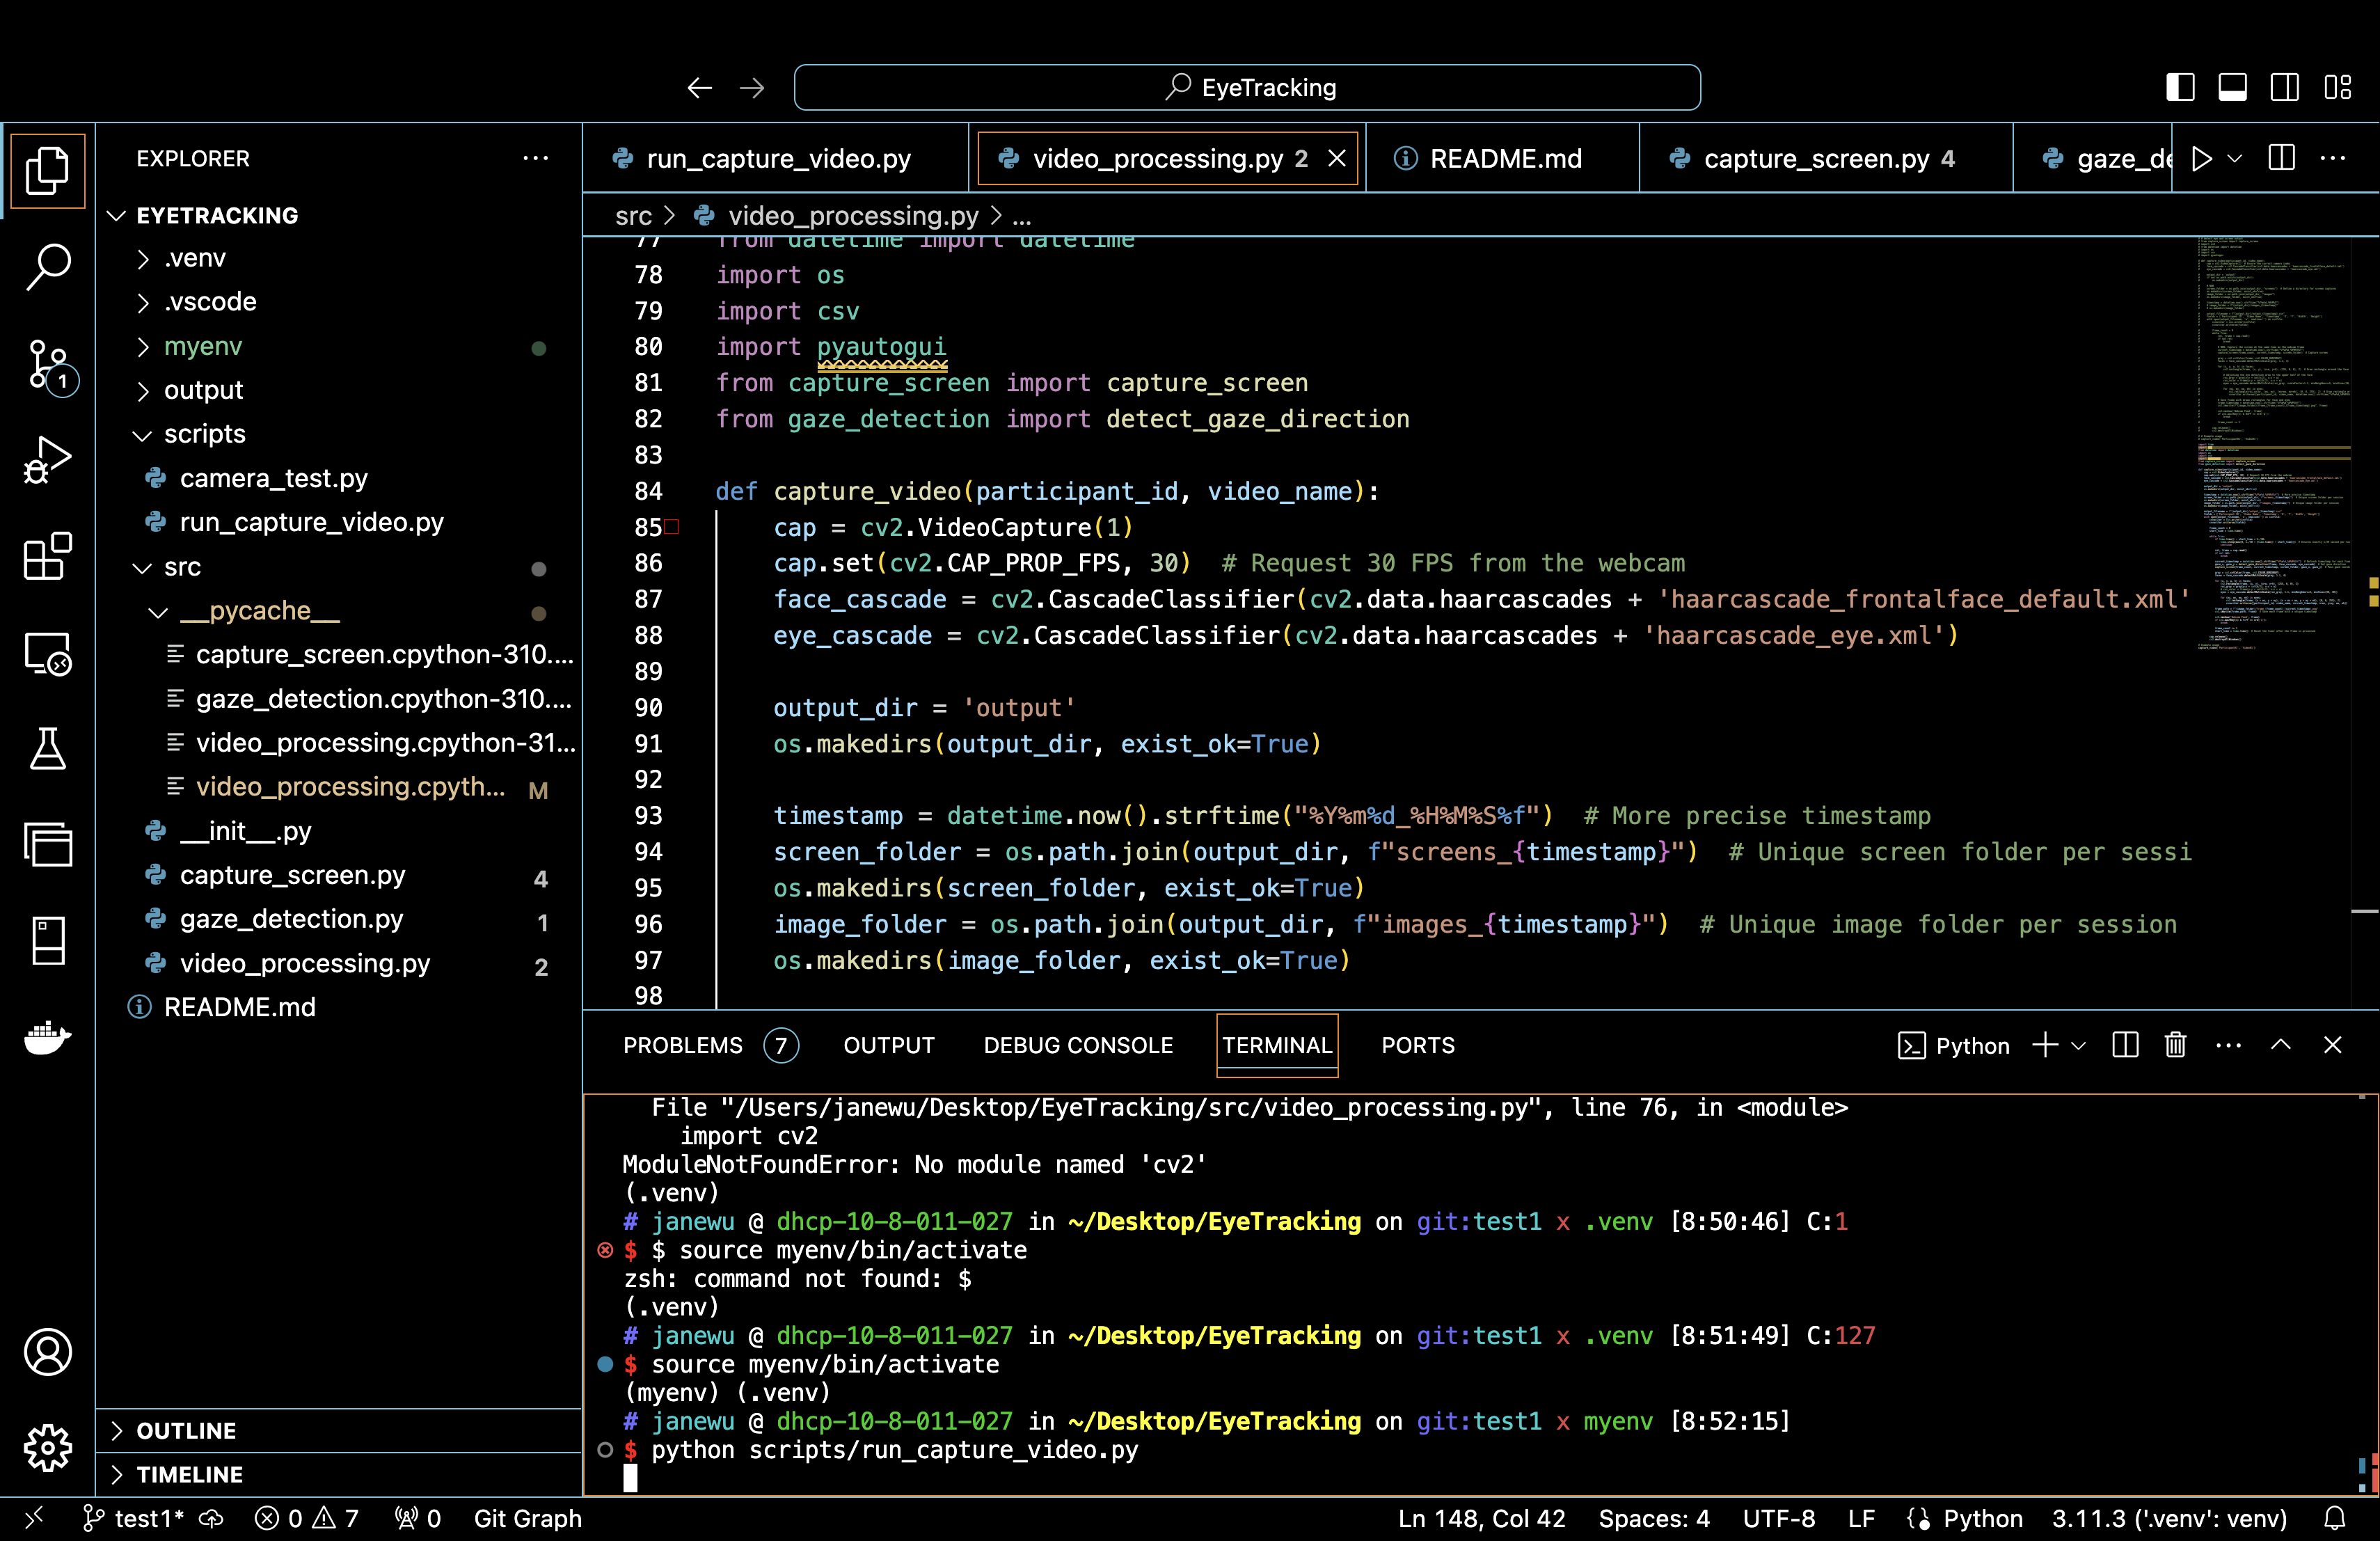 EyeTracking
EXPLORER
EYETRACKING
.venv
.vscode
myenv
output
scripts
camera_test.py
run_capture_video.py
src
__pycache__
capture_screen.cpython-310....
gaze_detection.cpython-310....
video_processing.cpython-31...
video_processing.cpyth... M
__init__.py
capture_screen.py 4
gaze_detection.py 1
video_processing.py 2
README.md
OUTLINE
TIMELINE
1
run_capture_video.py
video_processing.py 2
README.md
capture_screen.py 4
gaze_de
src > video_processing.py > ...
77 from datetime import datetime
78 import os
79 import csv
80 import pyautogui
81 from capture_screen import capture_screen
82 from gaze_detection import detect_gaze_direction
83
84 def capture_video(participant_id, video_name):
85 cap = cv2.VideoCapture(1)
86 cap.set(cv2.CAP_PROP_FPS, 30)  # Request 30 FPS from the webcam
87 face_cascade = cv2.CascadeClassifier(cv2.data.haarcascades + 'haarcascade_frontalface_default.xml'
88 eye_cascade = cv2.CascadeClassifier(cv2.data.haarcascades + 'haarcascade_eye.xml')
89
90 output_dir = 'output'
91 os.makedirs(output_dir, exist_ok=True)
92
93 timestamp = datetime.now().strftime("%Y%m%d_%H%M%S%f")  # More precise timestamp
94 screen_folder = os.path.join(output_dir, f"screens_{timestamp}")  # Unique screen folder per sessi
95 os.makedirs(screen_folder, exist_ok=True)
96 image_folder = os.path.join(output_dir, f"images_{timestamp}")  # Unique image folder per session
97 os.makedirs(image_folder, exist_ok=True)
98
PROBLEMS 7 OUTPUT DEBUG CONSOLE TERMINAL PORTS Python
File "/Users/janewu/Desktop/EyeTracking/src/video_processing.py", line 76, in <module>
import cv2
ModuleNotFoundError: No module named 'cv2'
(.venv)
# janewu @ dhcp-10-8-011-027 in ~/Desktop/EyeTracking on git:test1 x .venv [8:50:46] C:1
$ $ source myenv/bin/activate
zsh: command not found: $
(.venv)
# janewu @ dhcp-10-8-011-027 in ~/Desktop/EyeTracking on git:test1 x .venv [8:51:49] C:127
$ source myenv/bin/activate
(myenv) (.venv)
# janewu @ dhcp-10-8-011-027 in ~/Desktop/EyeTracking on git:test1 x myenv [8:52:15]
$ python scripts/run_capture_video.py
test1* 0 7 0 Git Graph Ln 148, Col 42 Spaces: 4 UTF-8 LF Python 3.11.3 ('.venv': venv)